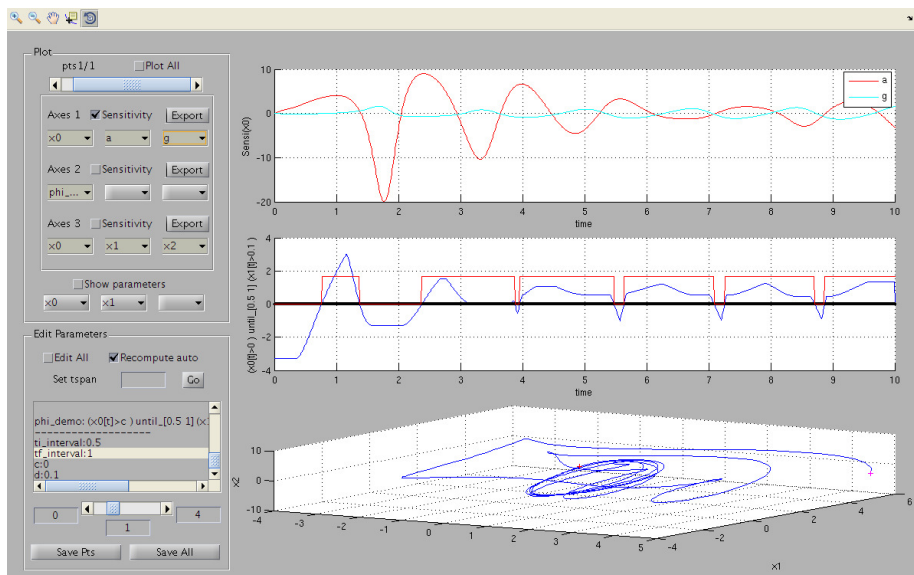 Plot
pts1/1
Plot All
Axes 1
Sensitivity
Export
x0
a
g
Axes 2
Sensitivity
Export
phi_...
Axes 3
Sensitivity
Export
x0
x1
x2
Show parameters
x0
x1
Edit Parameters
Edit All
Recompute auto
Set tspan
Go
phi_demo: (x0[t]>c ) until_[0.5 1] (x
--------------------
ti_interval:0.5
tf_interval:1
c:0
d:0.1
0
4
1
Save Pts
Save All
Sensi(x0)
10
0
-10
-20
0 1 2 3 4 5 6 7 8 9 10
time
a
g
(x0[t]>0 ) until_[0.5 1] (x1[t]>0.1 )
4
2
0
-2
-4
0 1 2 3 4 5 6 7 8 9 10
time
x2
10
0
-10
-4 -3 -2 -1 0 1 2 3 4 5
-4 -2 0 2 4 6
x1